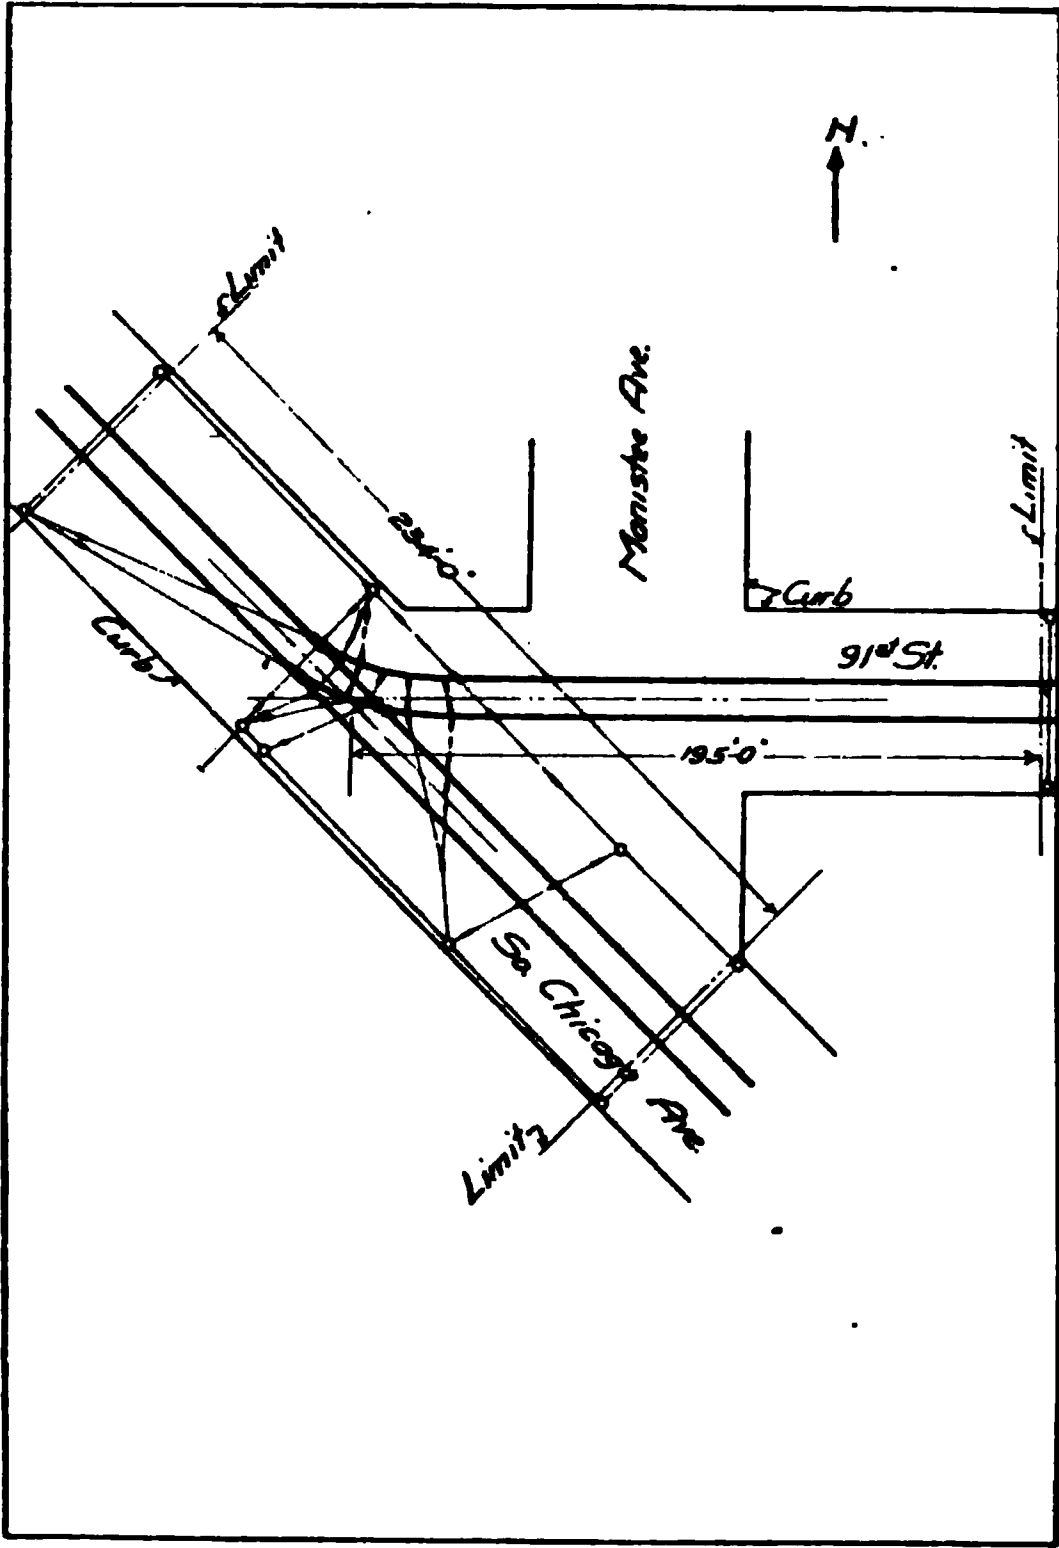 N.
Limit
Manistee Ave.
234'-0"
Limit
Curb
Curb
91st St.
195'-0"
So. Chicago
Ave.
Limit